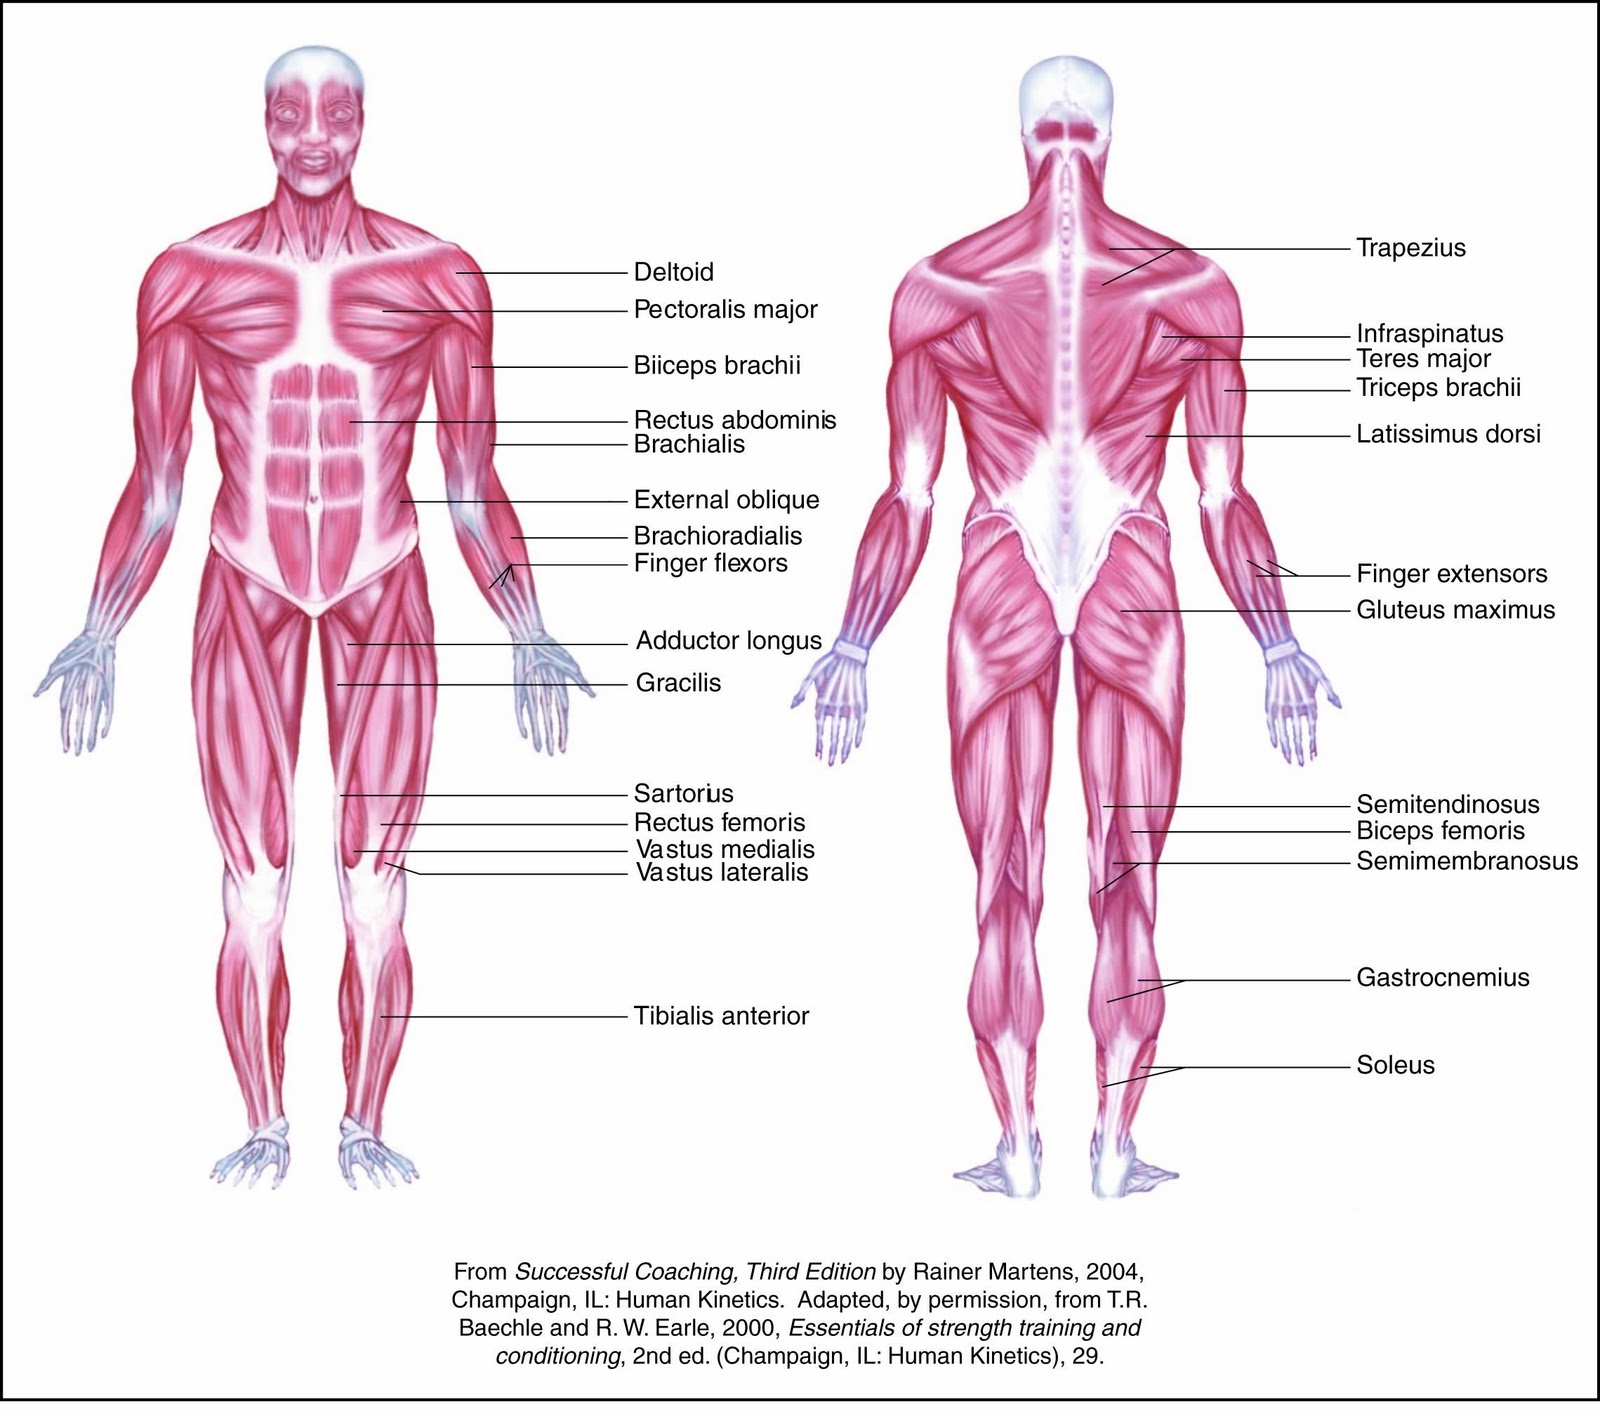 Deltoid
Pectoralis major
Biiceps brachii
Rectus abdominis
Brachialis
External oblique
Brachioradialis
Finger flexors
Adductor longus
Gracilis
Sartorius
Rectus femoris
Vastus medialis
Vastus lateralis
Tibialis anterior
Trapezius
Infraspinatus
Teres major
Triceps brachii
Latissimus dorsi
Finger extensors
Gluteus maximus
Semitendinosus
Biceps femoris
Semimembranosus
Gastrocnemius
Soleus
From Successful Coaching, Third Edition by Rainer Martens, 2004,
Champaign, IL: Human Kinetics. Adapted, by permission, from T.R.
Baechle and R. W. Earle, 2000, Essentials of strength training and
conditioning, 2nd ed. (Champaign, IL: Human Kinetics), 29.